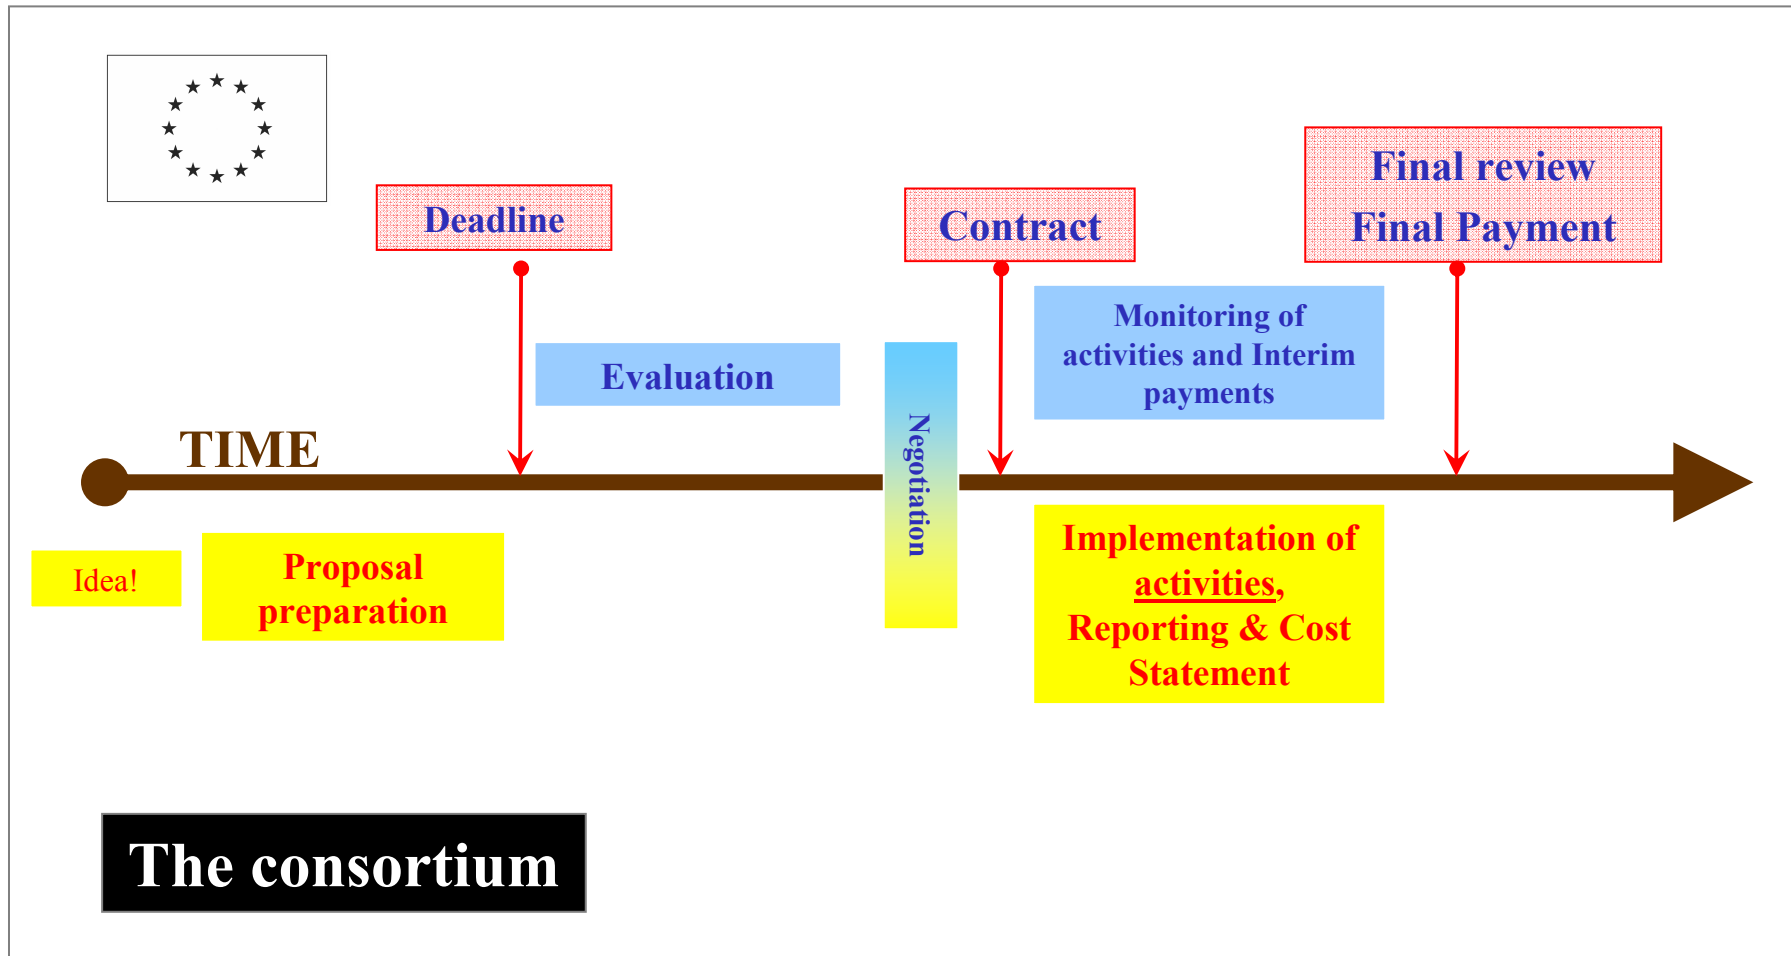 Deadline
Contract
Final review
Final Payment
Evaluation
Monitoring of
activities and Interim
payments
TIME
Negotiation
Idea!
Proposal
preparation
Implementation of
activities,
Reporting & Cost
Statement
The consortium